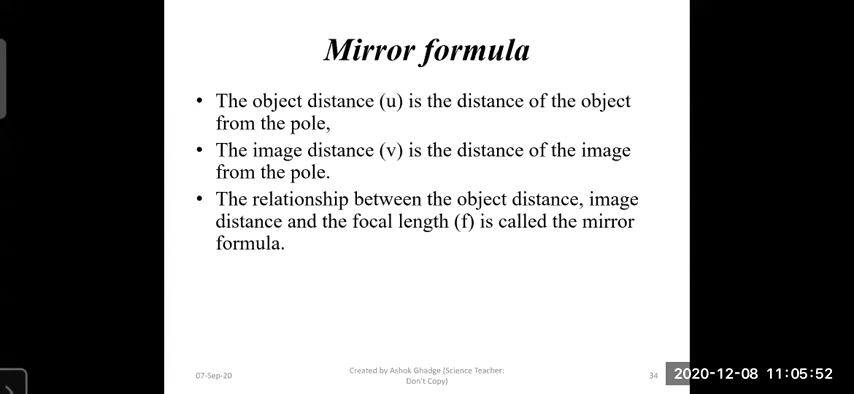 Mirror formula
• The object distance (u) is the distance of the object
from the pole,
• The image distance (v) is the distance of the image
from the pole.
• The relationship between the object distance, image
distance and the focal length (f) is called the mirror
formula.
07-Sep-20
Created by Ashok Ghadge (Science Teacher:
Don't Copy)
34
2020-12-08 11:05:52